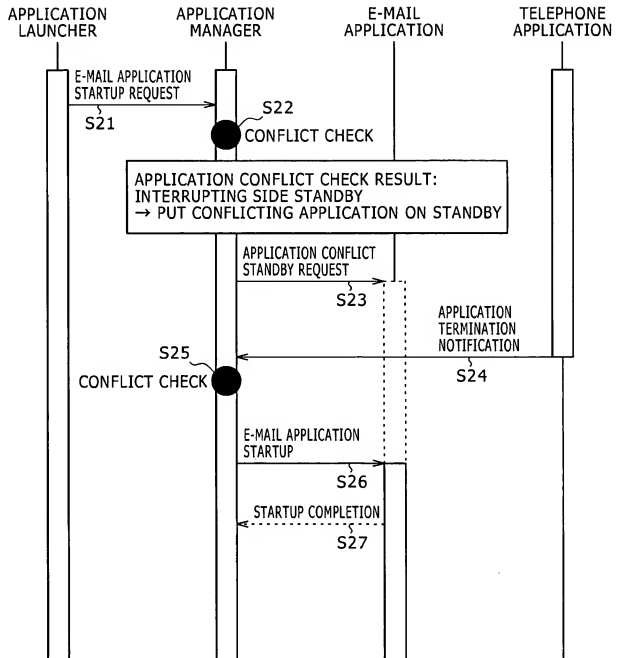 APPLICATION
LAUNCHER
APPLICATION
MANAGER
E-MAIL
APPLICATION
TELEPHONE
APPLICATION
E-MAIL APPLICATION
STARTUP REQUEST
S21
S22
CONFLICT CHECK
APPLICATION CONFLICT CHECK RESULT:
INTERRUPTING SIDE STANDBY
→ PUT CONFLICTING APPLICATION ON STANDBY
APPLICATION CONFLICT
STANDBY REQUEST
S23
APPLICATION
TERMINATION
NOTIFICATION
S24
S25
CONFLICT CHECK
E-MAIL APPLICATION
STARTUP
S26
STARTUP COMPLETION
S27